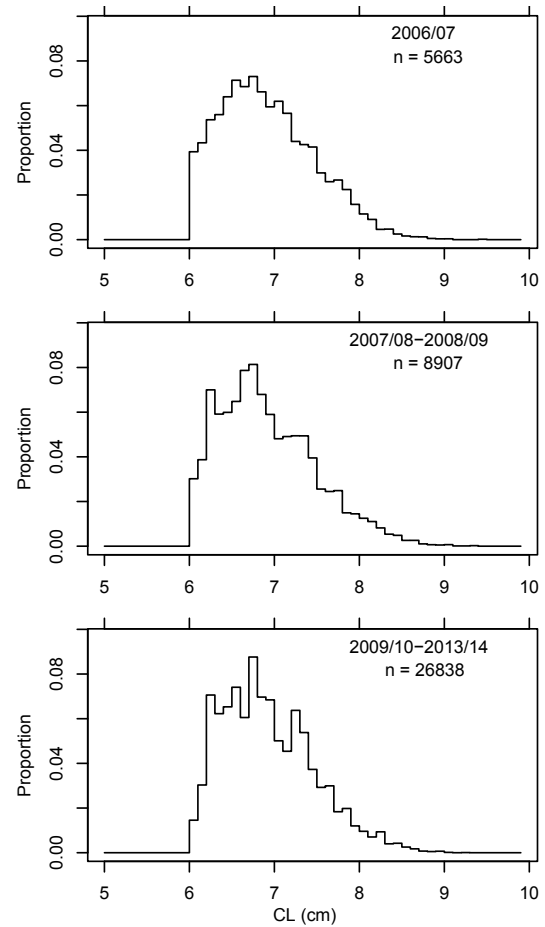 2006/07
n = 5663
Proportion
0.00 0.04 0.08
5 6 7 8 9 10
2007/08−2008/09
n = 8907
Proportion
0.00 0.04 0.08
5 6 7 8 9 10
2009/10−2013/14
n = 26838
Proportion
0.00 0.04 0.08
5 6 7 8 9 10
CL (cm)